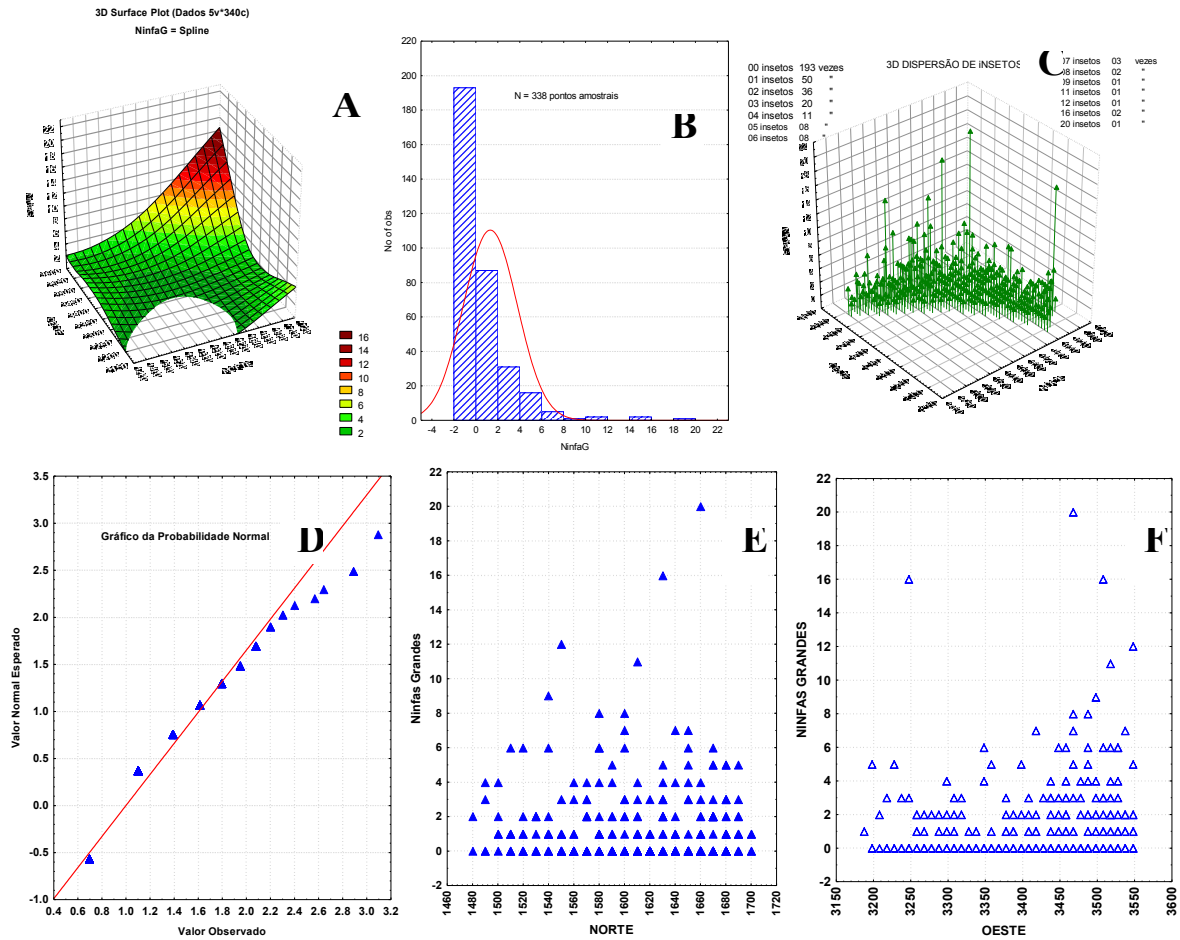 3D Surface Plot (Dados 5v*340c)
NinfaG = Spline
A
16
14
12
10
8
6
4
2
B
N = 338 pontos amostrais
No of obs
220
200
180
160
140
120
100
80
60
40
20
0
-4 -2 0 2 4 6 8 10 12 14 16 18 20 22
NinfaG
C
3D DISPERSÃO DE iNSETOS
00 insetos 193 vezes
01 insetos 50 "
02 insetos 36 "
03 insetos 20 "
04 insetos 11 "
05 insetos 08 "
06 insetos 08 "
07 insetos 03 vezes
08 insetos 02 "
09 insetos 01 "
11 insetos 01 "
12 insetos 01 "
16 insetos 02 "
20 insetos 01 "
D
Gráfico da Probabilidade Normal
Valor Normal Esperado
3.5
3.0
2.5
2.0
1.5
1.0
0.5
0.0
-0.5
-1.0
0.4 0.6 0.8 1.0 1.2 1.4 1.6 1.8 2.0 2.2 2.4 2.6 2.8 3.0 3.2
Valor Observado
E
Ninfas Grandes
22
20
18
16
14
12
10
8
6
4
2
0
-2
1460 1480 1500 1520 1540 1560 1580 1600 1620 1640 1660 1680 1700 1720
NORTE
F
NINFAS GRANDES
22
20
18
16
14
12
10
8
6
4
2
0
-2
3150 3200 3250 3300 3350 3400 3450 3500 3550 3600
OESTE